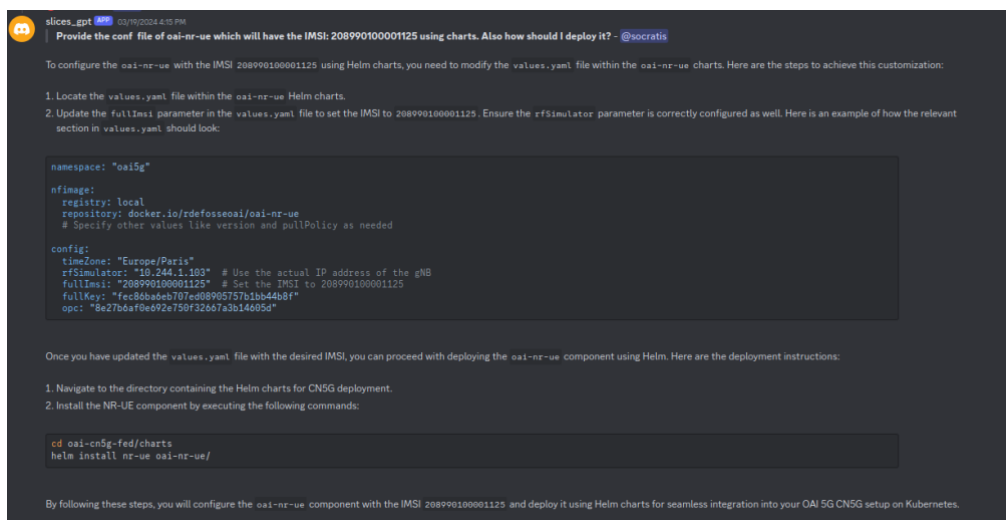 slices_gpt APP 03/19/2024 4:15 PM
Provide the conf file of oai-nr-ue which will have the IMSI: 208990100001125 using charts. Also how should I deploy it? - @socratis
To configure the oai-nr-ue with the IMSI 208990100001125 using Helm charts, you need to modify the values.yaml file within the oai-nr-ue charts. Here are the steps to achieve this customization:
1. Locate the values.yaml file within the oai-nr-ue Helm charts.
2. Update the fullImsi parameter in the values.yaml file to set the IMSI to 208990100001125. Ensure the rfSimulator parameter is correctly configured as well. Here is an example of how the relevant
section in values.yaml should look:
namespace: "oai5g"
nfimage:
  registry: local
  repository: docker.io/rdefosseoai/oai-nr-ue
  # Specify other values like version and pullPolicy as needed
config:
  timeZone: "Europe/Paris"
  rfSimulator: "10.244.1.103"  # Use the actual IP address of the gNB
  fullImsi: "208990100001125"  # Set the IMSI to 208990100001125
  fullKey: "fec86ba6eb707ed08905757b1bb44b8f"
  opc: "8e27b6af0e692e750f32667a3b14605d"
Once you have updated the values.yaml file with the desired IMSI, you can proceed with deploying the oai-nr-ue component using Helm. Here are the deployment instructions:
1. Navigate to the directory containing the Helm charts for CN5G deployment.
2. Install the NR-UE component by executing the following commands:
cd oai-cn5g-fed/charts
helm install nr-ue oai-nr-ue/
By following these steps, you will configure the oai-nr-ue component with the IMSI 208990100001125 and deploy it using Helm charts for seamless integration into your OAI 5G CN5G setup on Kubernetes.